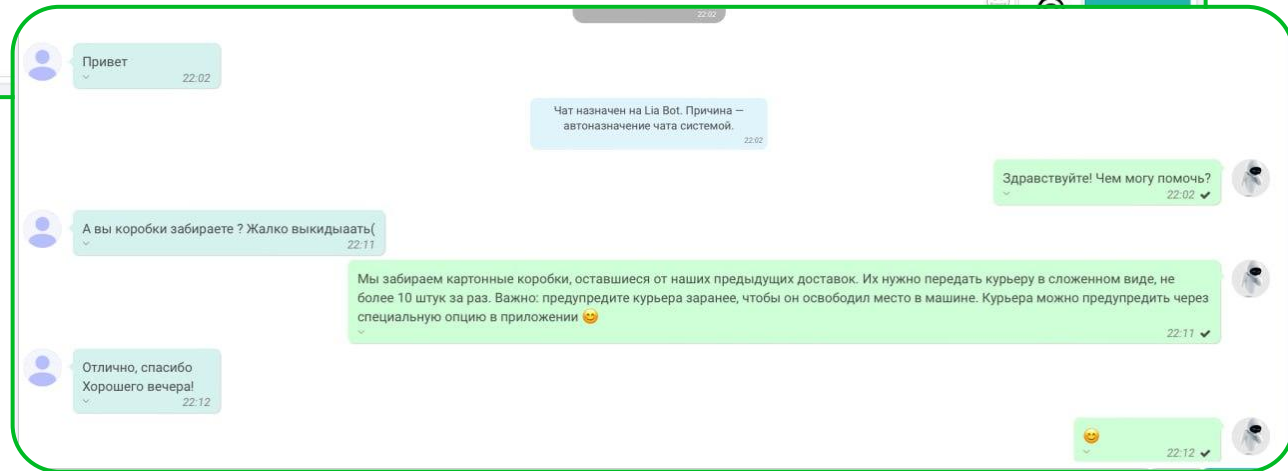 22:02
Привет
22:02
Чат назначен на Lia Bot. Причина —
автоназначение чата системой.
22:02
Здравствуйте! Чем могу помочь?
22:02
А вы коробки забираете ? Жалко выкидыаать(
22:11
Мы забираем картонные коробки, оставшиеся от наших предыдущих доставок. Их нужно передать курьеру в сложенном виде, не
более 10 штук за раз. Важно: предупредите курьера заранее, чтобы он освободил место в машине. Курьера можно предупредить через
специальную опцию в приложении 😊
22:11
Отлично, спасибо
Хорошего вечера!
22:12
😊
22:12